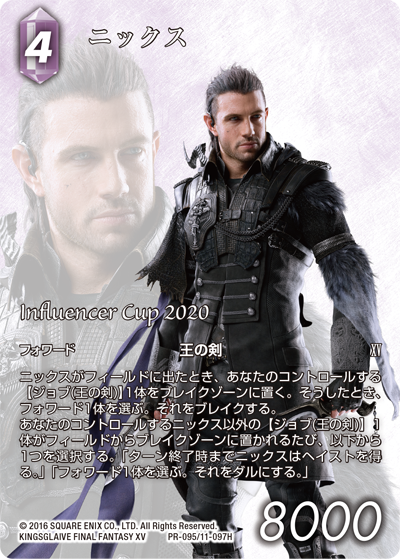 4
ニックス
Influencer Cup 2020
フォワード
王の剣
XV
ニックスがフィールドに出たとき、あなたのコントロールする
【ジョブ(王の剣)】1体をブレイクゾーンに置く。そうしたとき、
フォワード1体を選ぶ。それをブレイクする。
あなたのコントロールするニックス以外の【ジョブ(王の剣)】1
体がフィールドからブレイクゾーンに置かれるたび、以下から
1つを選択する。「ターン終了時までニックスはヘイストを得
る。」「フォワード1体を選ぶ。それをダルにする。」
© 2016 SQUARE ENIX CO., LTD. All Rights Reserved.
KINGSGLAIVE FINAL FANTASY XV
PR-095/11-097H
8000